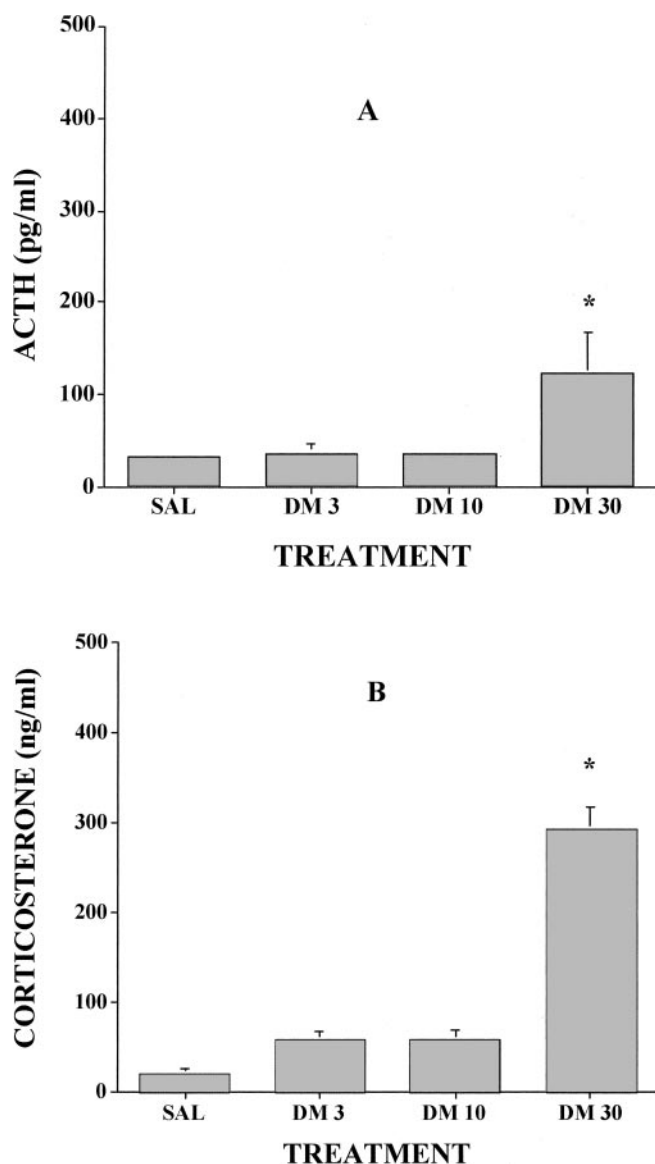 500
A
400
300
ACTH (pg/ml)
200
*
100
0
SAL DM 3 DM 10 DM 30
TREATMENT
500
B
400
*
CORTICOSTERONE (ng/ml)
300
200
100
0
SAL DM 3 DM 10 DM 30
TREATMENT